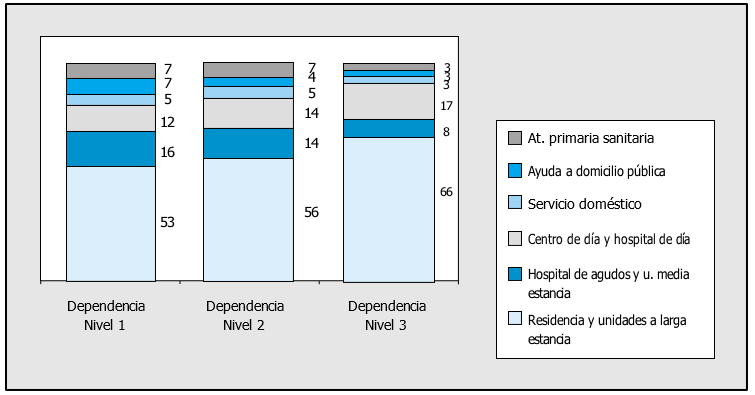 7
7
5
12
16
53
7
4
5
14
14
56
3
3
3
17
8
66
Dependencia
Nivel 1
Dependencia
Nivel 2
Dependencia
Nivel 3
At. primaria sanitaria
Ayuda a domicilio pública
Servicio doméstico
Centro de día y hospital de día
Hospital de agudos y u. media
estancia
Residencia y unidades a larga
estancia